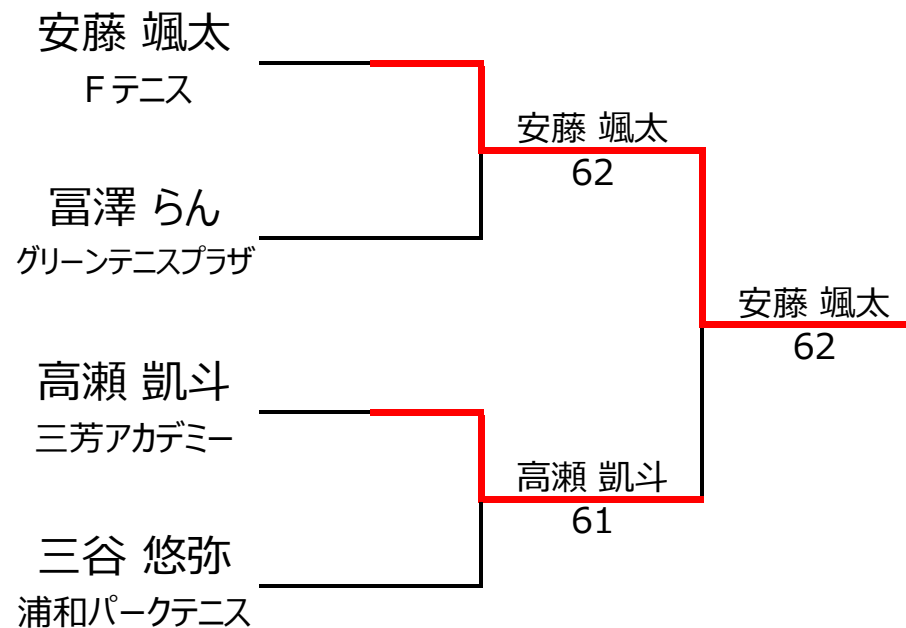 安藤 颯太
Fテニス
安藤 颯太
62
冨澤 らん
グリーンテニスプラザ
安藤 颯太
62
高瀬 凱斗
三芳アカデミー
高瀬 凱斗
61
三谷 悠弥
浦和パークテニス